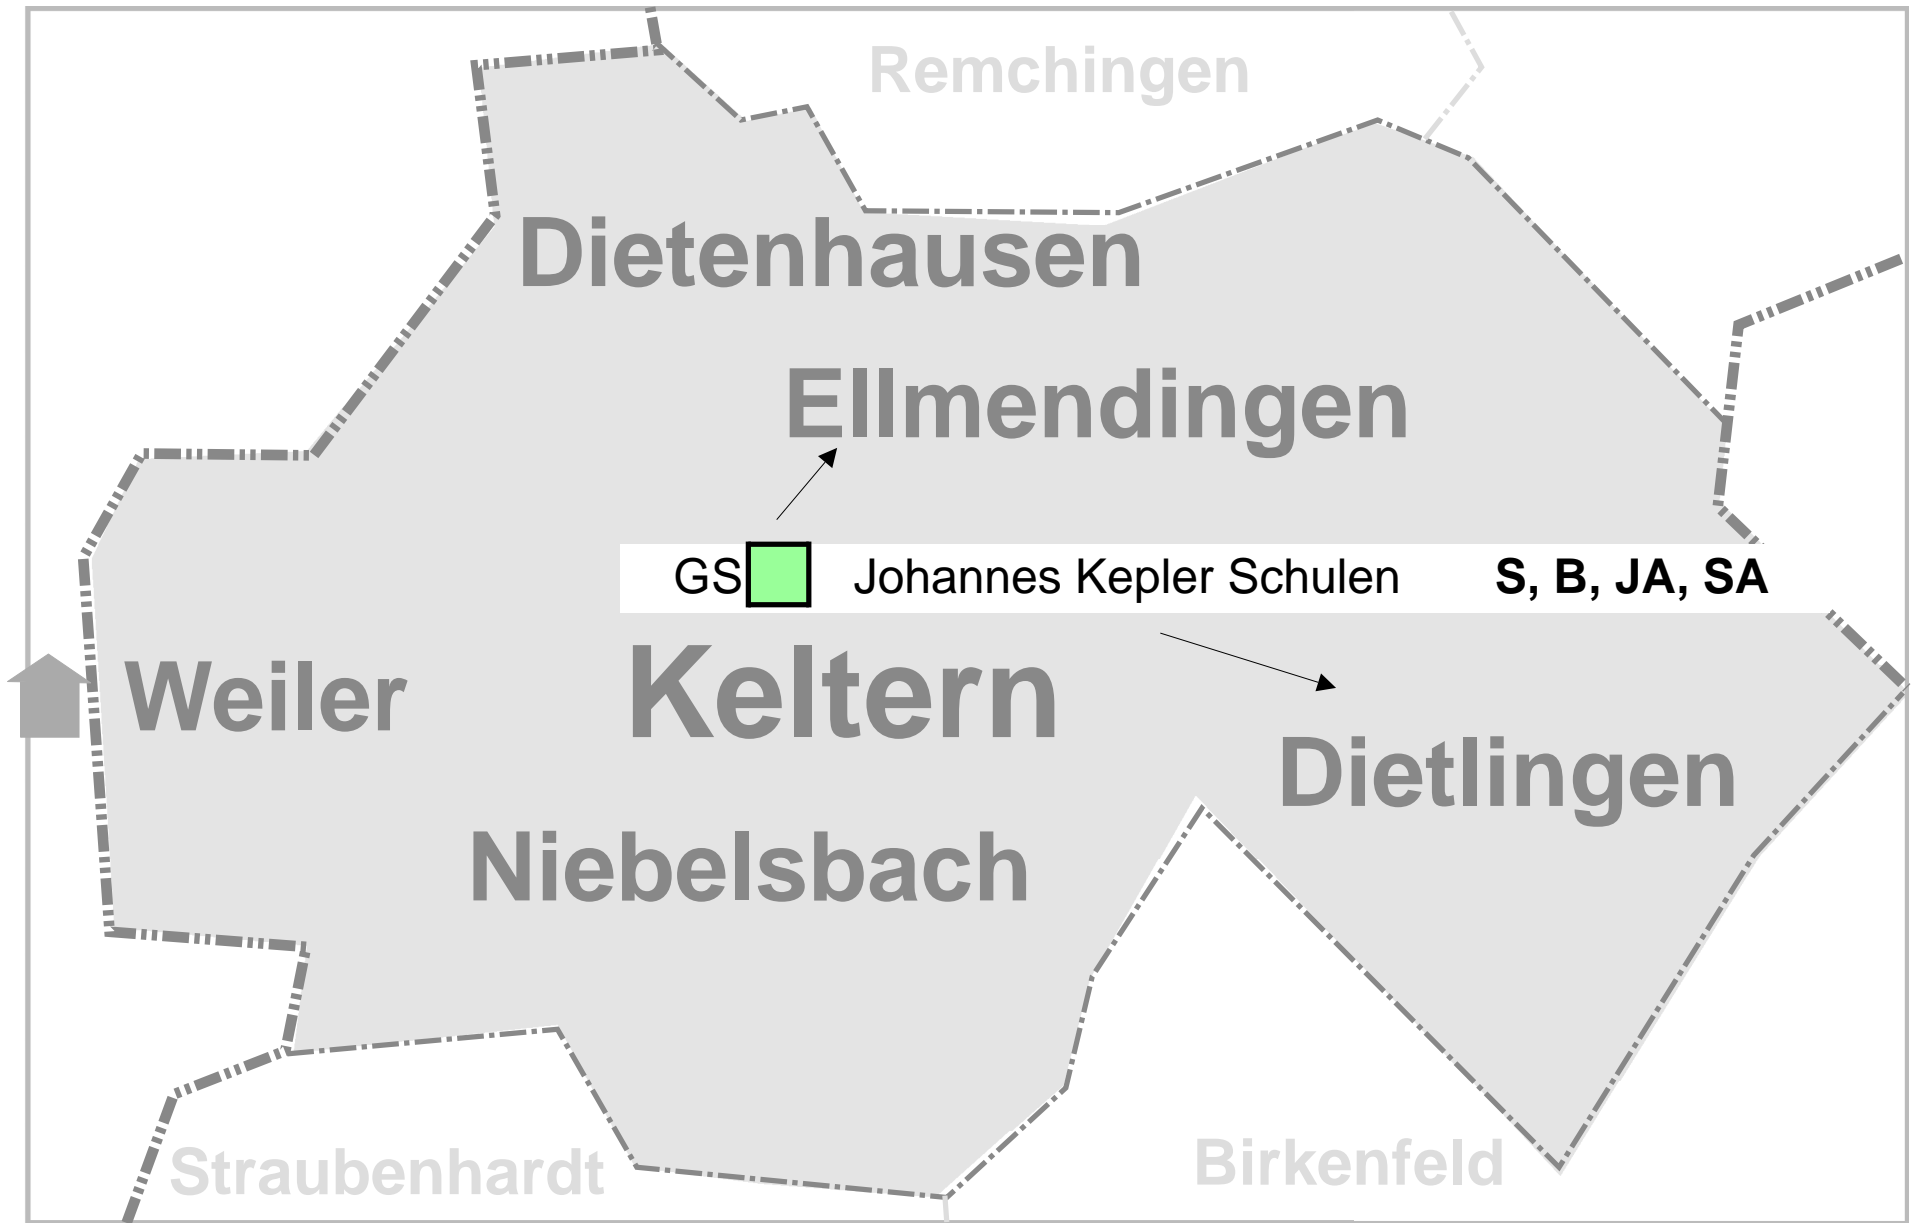 Remchingen
Dietenhausen
Ellmendingen
GS Johannes Kepler Schulen S, B, JA, SA
Weiler
Keltern
Dietlingen
Niebelsbach
Straubenhardt
Birkenfeld